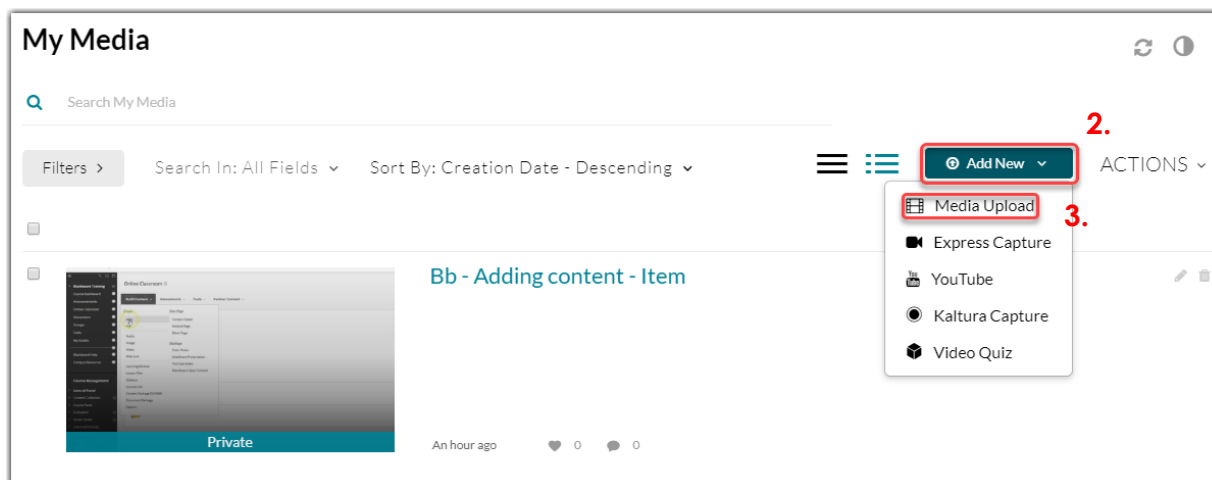 My Media
Search My Media
2.
Filters >
Search In: All Fields
Sort By: Creation Date - Descending
Add New
ACTIONS
Media Upload
3.
Express Capture
YouTube
Kaltura Capture
Video Quiz
Bb - Adding content - Item
Online Classroom
Private
An hour ago
0
0